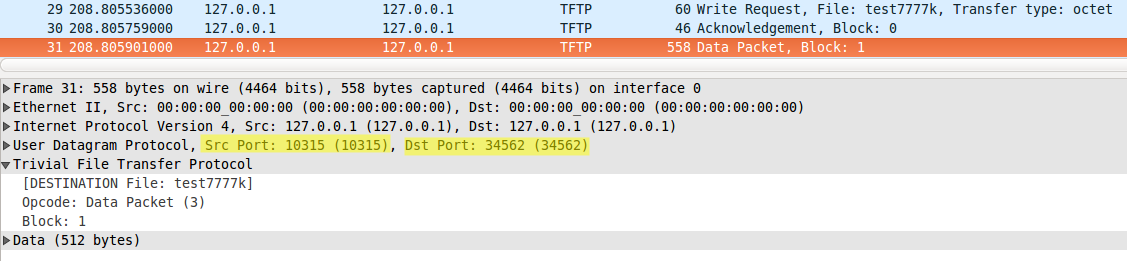 29 208.805536000 127.0.0.1 127.0.0.1 TFTP 60 Write Request, File: test7777k, Transfer type: octet
30 208.805759000 127.0.0.1 127.0.0.1 TFTP 46 Acknowledgement, Block: 0
31 208.805901000 127.0.0.1 127.0.0.1 TFTP 558 Data Packet, Block: 1
Frame 31: 558 bytes on wire (4464 bits), 558 bytes captured (4464 bits) on interface 0
Ethernet II, Src: 00:00:00_00:00:00 (00:00:00:00:00:00), Dst: 00:00:00_00:00:00 (00:00:00:00:00:00)
Internet Protocol Version 4, Src: 127.0.0.1 (127.0.0.1), Dst: 127.0.0.1 (127.0.0.1)
User Datagram Protocol, Src Port: 10315 (10315), Dst Port: 34562 (34562)
Trivial File Transfer Protocol
[DESTINATION File: test7777k]
Opcode: Data Packet (3)
Block: 1
Data (512 bytes)